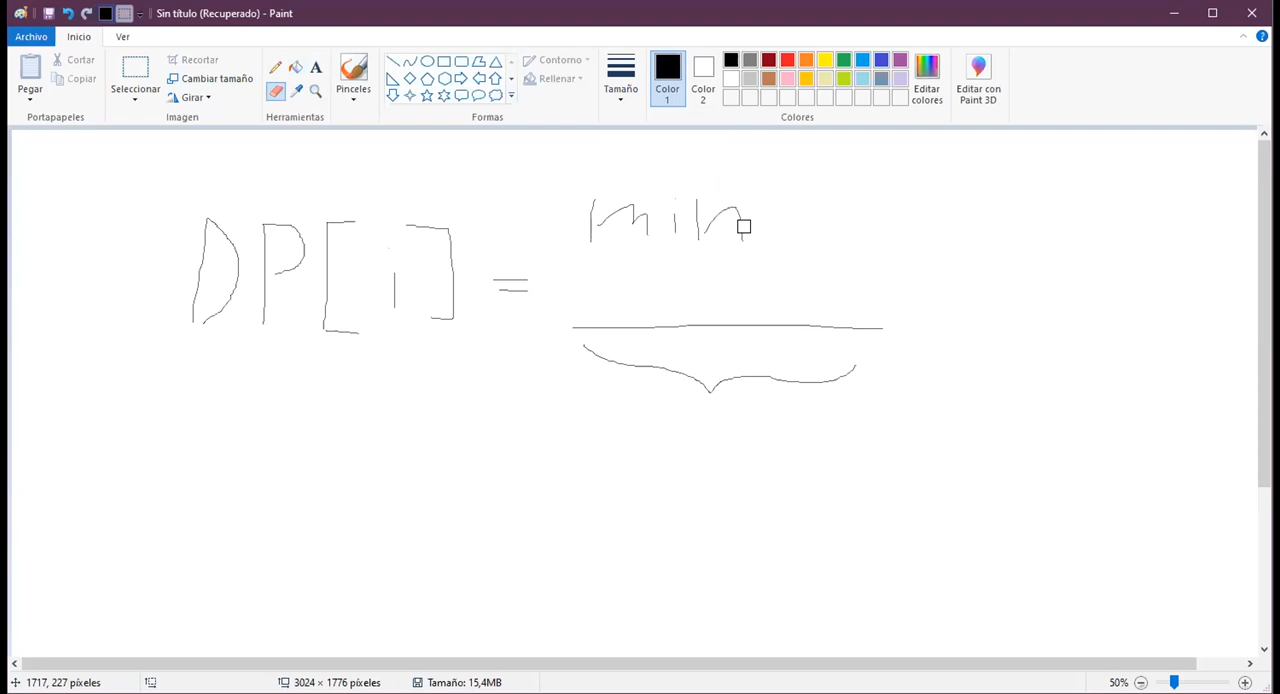 Sin título (Recuperado) - Paint
Archivo Inicio Ver
Pegar
Cortar
Copiar
Portapapeles
Seleccionar
Recortar
Cambiar tamaño
Girar
Imagen
A
Herramientas
Pinceles
Contorno
Rellenar
Formas
Tamaño
Color 1
Color 2
Editar colores
Colores
Editar con Paint 3D
min
DP[i] =
1717, 227 píxeles 3024 × 1776 píxeles Tamaño: 15,4MB 50%